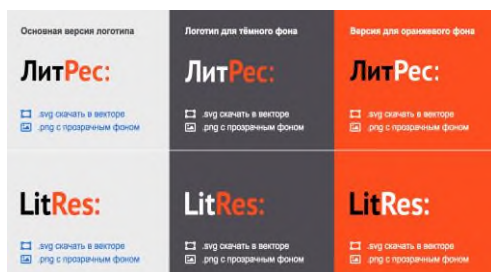 Основная версия логотипа
ЛитРес:
.svg скачать в векторе
.png с прозрачным фоном
Логотип для тёмного фона
ЛитРес:
.svg скачать в векторе
.png с прозрачным фоном
Версия для оранжевого фона
ЛитРес:
.svg скачать в векторе
.png с прозрачным фоном
LitRes:
.svg скачать в векторе
.png с прозрачным фоном
LitRes:
.svg скачать в векторе
.png с прозрачным фоном
LitRes:
.svg скачать в векторе
.png с прозрачным фоном